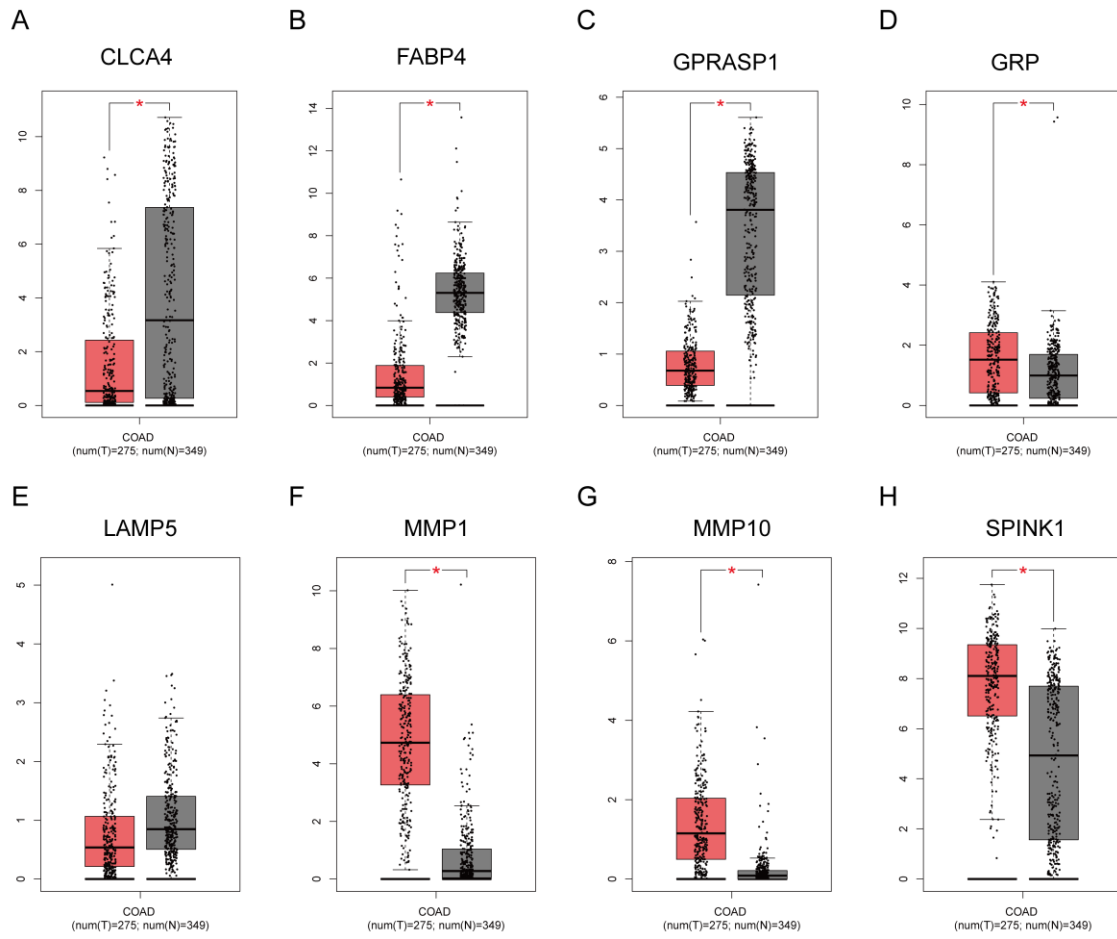 A
CLCA4
*
10
8
6
4
2
0
COAD
(num(T)=275; num(N)=349)
B
FABP4
*
14
12
10
8
6
4
2
0
COAD
(num(T)=275; num(N)=349)
C
GPRASP1
*
6
5
4
3
2
1
0
COAD
(num(T)=275; num(N)=349)
D
GRP
*
10
8
6
4
2
0
COAD
(num(T)=275; num(N)=349)
E
LAMP5
5
4
3
2
1
0
COAD
(num(T)=275; num(N)=349)
F
MMP1
*
10
8
6
4
2
0
COAD
(num(T)=275; num(N)=349)
G
MMP10
*
8
6
4
2
0
COAD
(num(T)=275; num(N)=349)
H
SPINK1
*
12
10
8
6
4
2
0
COAD
(num(T)=275; num(N)=349)